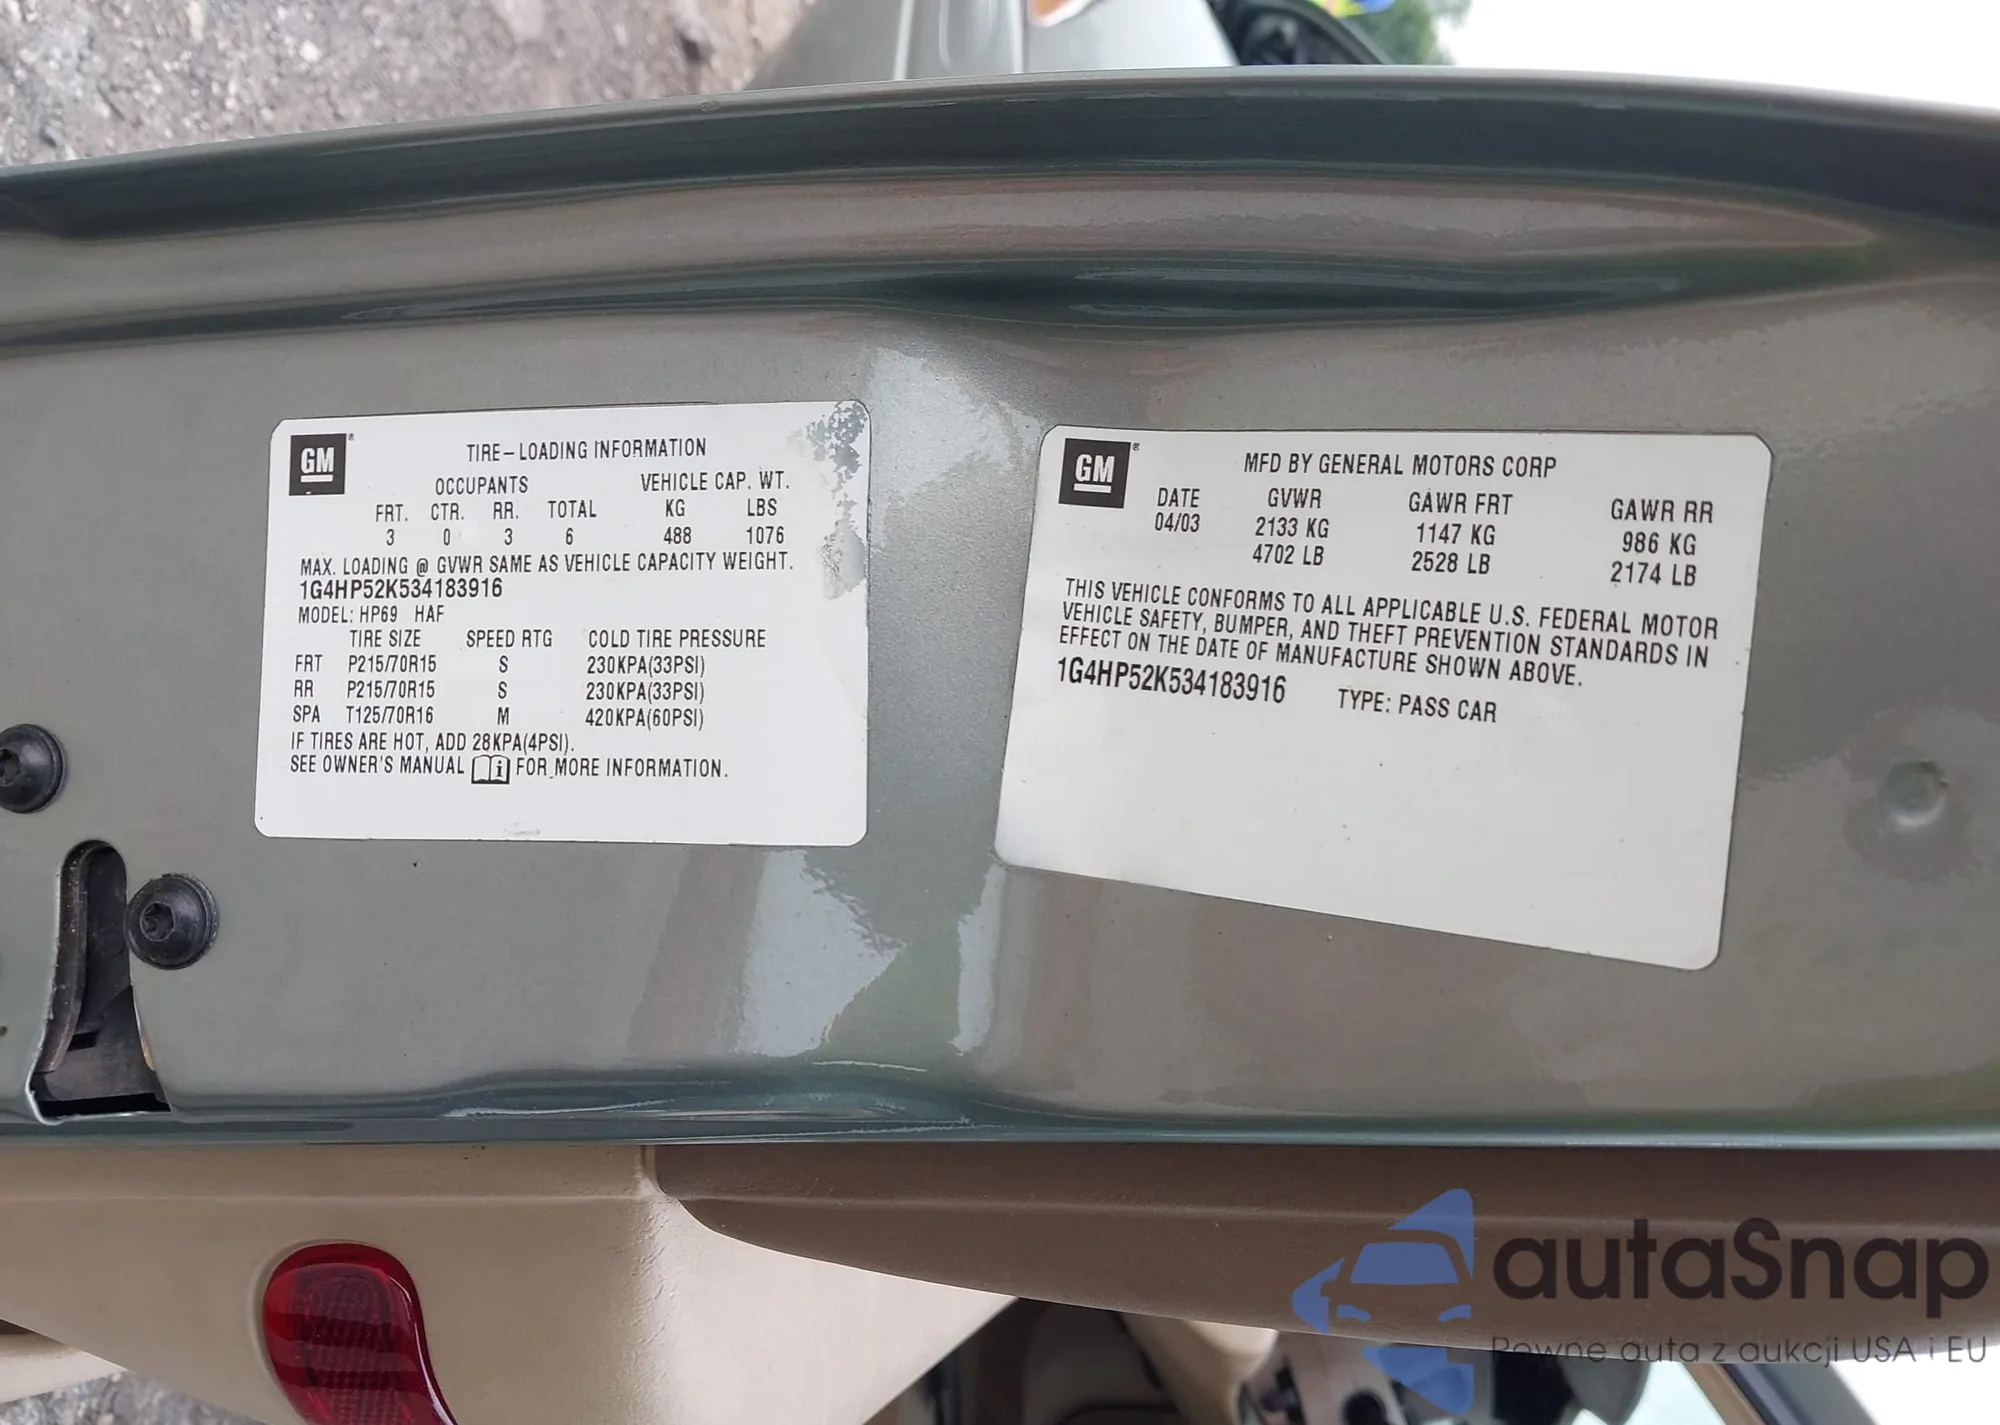 GM
TIRE-LOADING INFORMATION
OCCUPANTS VEHICLE CAP. WT.
FRT. CTR. RR. TOTAL KG LBS
3 0 3 6 488 1076
MAX. LOADING @ GVWR SAME AS VEHICLE CAPACITY WEIGHT.
1G4HP52K534183916
MODEL: HP69 HAF
TIRE SIZE SPEED RTG COLD TIRE PRESSURE
FRT P215/70R15 S 230KPA(33PSI)
RR P215/70R15 S 230KPA(33PSI)
SPA T125/70R16 M 420KPA(60PSI)
IF TIRES ARE HOT, ADD 28KPA(4PSI).
SEE OWNER'S MANUAL i FOR MORE INFORMATION.
GM
MFD BY GENERAL MOTORS CORP
DATE GVWR GAWR FRT GAWR RR
04/03 2133 KG 1147 KG 986 KG
4702 LB 2528 LB 2174 LB
THIS VEHICLE CONFORMS TO ALL APPLICABLE U.S. FEDERAL MOTOR
VEHICLE SAFETY, BUMPER, AND THEFT PREVENTION STANDARDS IN
EFFECT ON THE DATE OF MANUFACTURE SHOWN ABOVE.
1G4HP52K534183916 TYPE: PASS CAR
autaSnap
Pewne auta z aukcji USA i EU